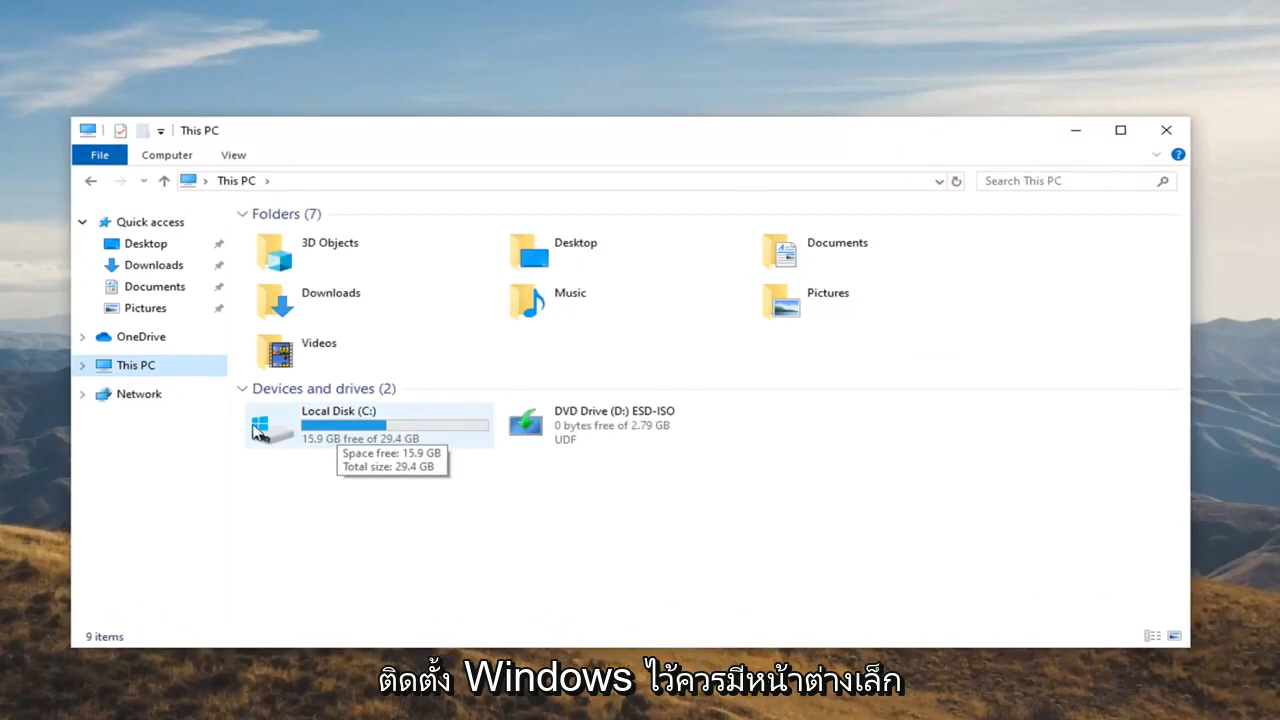 This PC
File
Computer
View
This PC
Search This PC
Quick access
Desktop
Downloads
Documents
Pictures
OneDrive
This PC
Network
Folders (7)
3D Objects
Desktop
Documents
Downloads
Music
Pictures
Videos
Devices and drives (2)
Local Disk (C:)
15.9 GB free of 29.4 GB
Space free: 15.9 GB
Total size: 29.4 GB
DVD Drive (D:) ESD-ISO
0 bytes free of 2.79 GB
UDF
9 items
ติดตั้ง Windows ไว้ควรมีหน้าต่างเล็ก